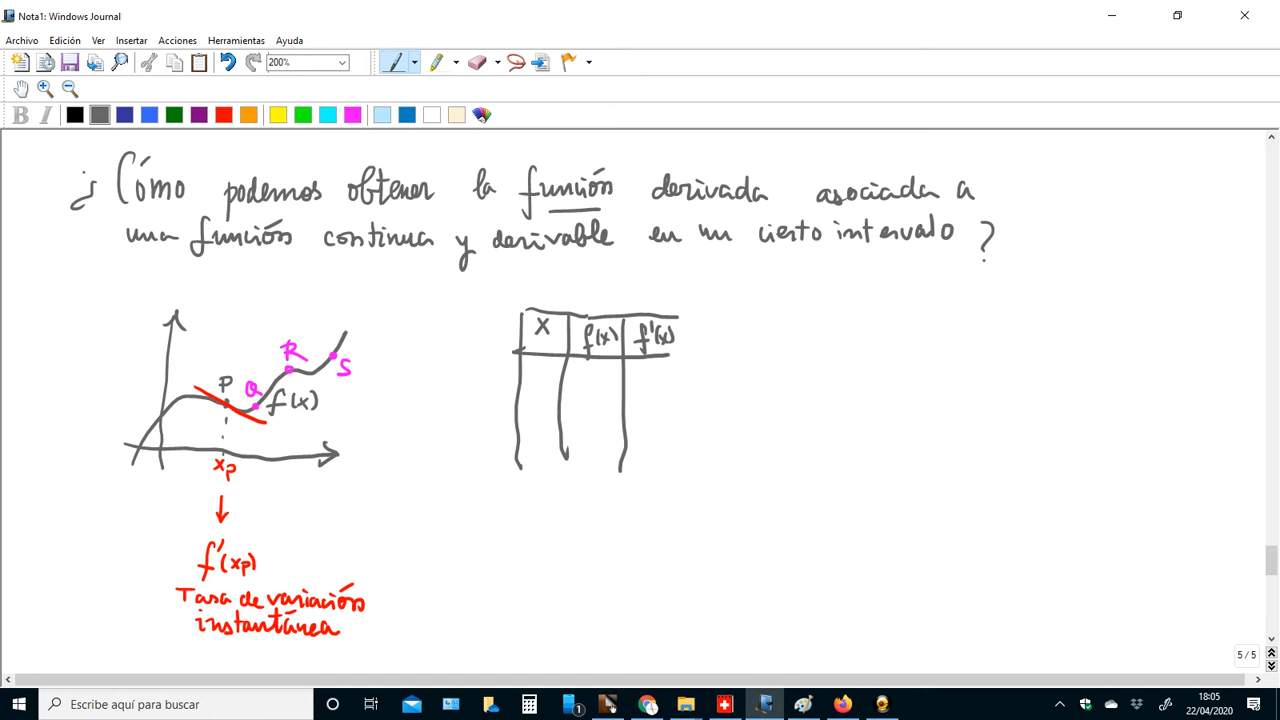 Nota1: Windows Journal
Archivo Edición Ver Insertar Acciones Herramientas Ayuda
200%
B I
¿Cómo podemos obtener la función derivada asociada a
una función continua y derivable en un cierto intervalo?
P
Q
R
S
f(x)
xp
f'(xp)
Tasa de variación
instantánea
x f(x) f'(x)
5 / 5
Escribe aquí para buscar
1
18:05
22/04/2020